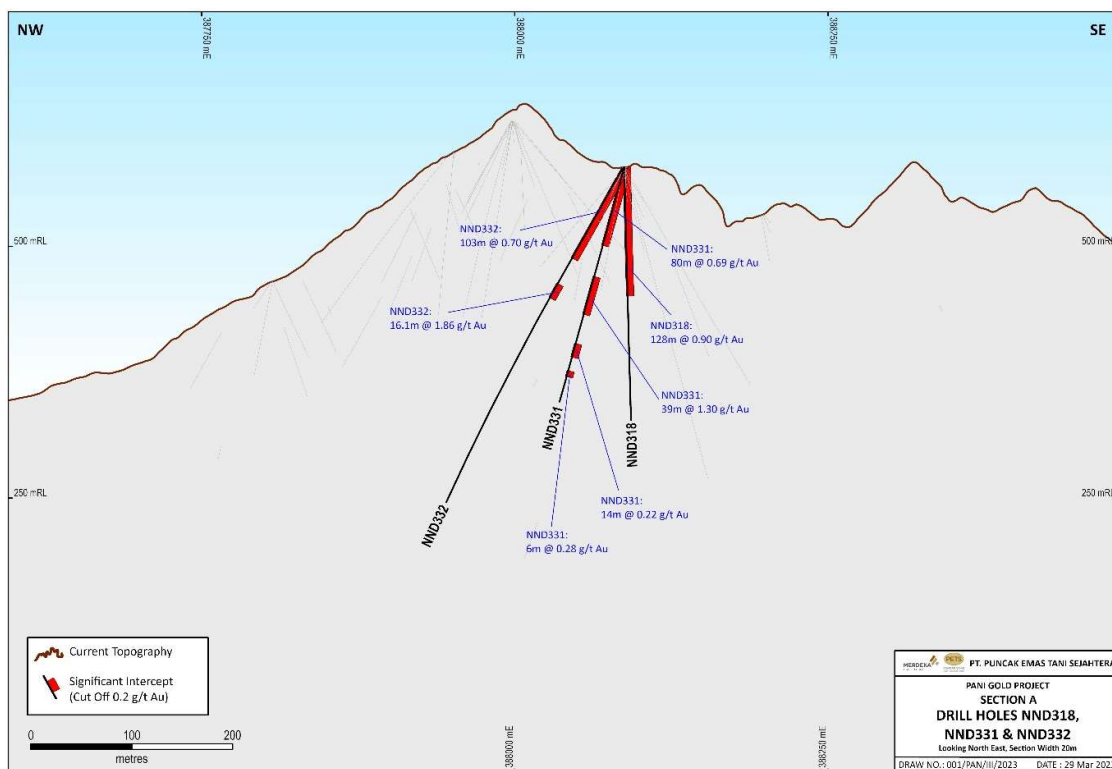 NW
387750 mE
388000 mE
388250 mE
SE
500 mRL
500 mRL
NND332:
103m @ 0.70 g/t Au
NND331:
80m @ 0.69 g/t Au
NND332:
16.1m @ 1.86 g/t Au
NND318:
128m @ 0.90 g/t Au
NND331:
39m @ 1.30 g/t Au
NND331
NND318
250 mRL
250 mRL
NND331:
14m @ 0.22 g/t Au
NND332
NND331:
6m @ 0.28 g/t Au
Current Topography
Significant Intercept
(Cut Off 0.2 g/t Au)
0 100 200
metres
388000 mE
388250 mE
MERDEKA
PETS
PT. PUNCAK EMAS TANI SEJAHTERA
PANI GOLD PROJECT
SECTION A
DRILL HOLES NND318,
NND331 & NND332
Looking North East, Section Width 20m
DRAW NO.: 001/PAN/III/2023 DATE : 29 Mar 2023